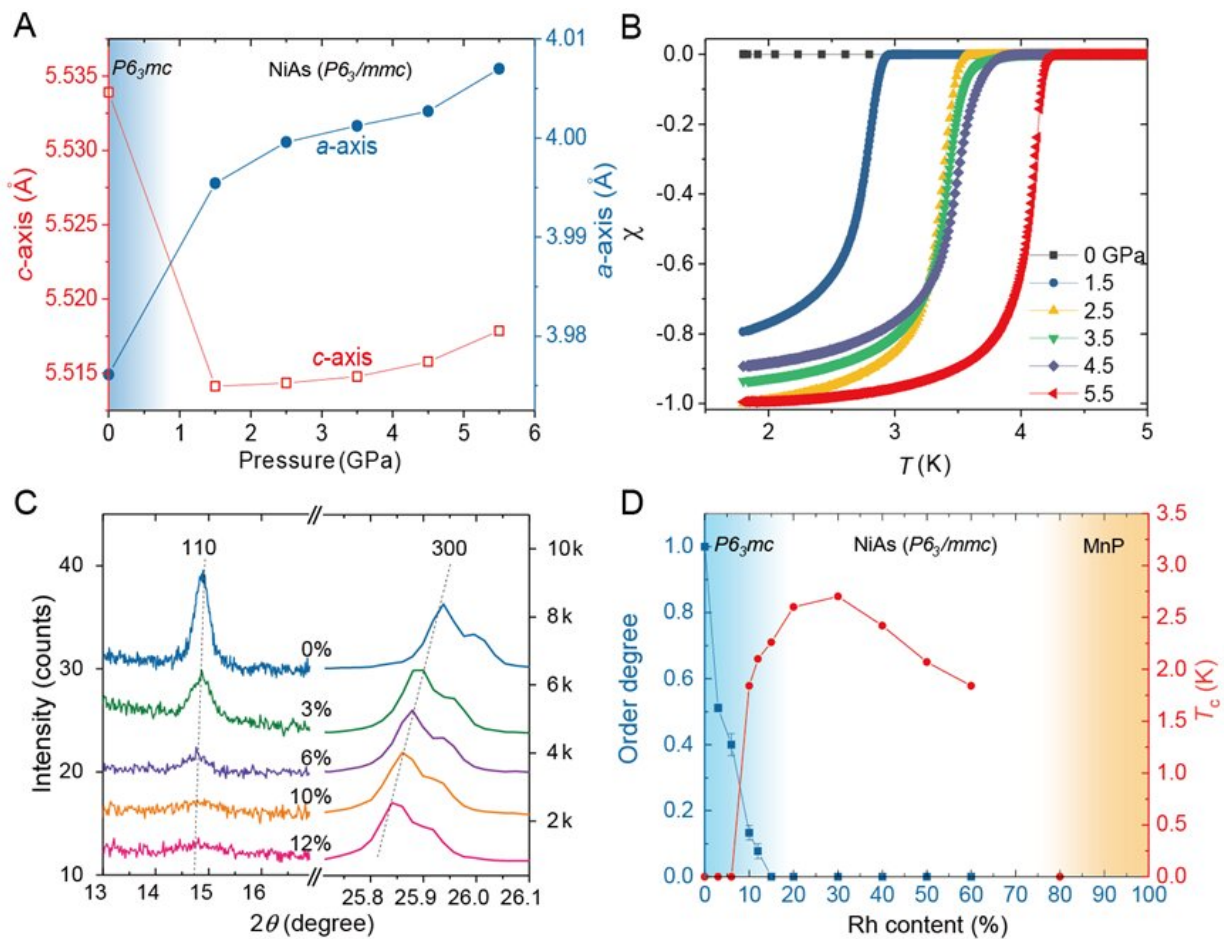 A
P6₃mc
NiAs (P6₃/mmc)
c-axis (Å)
5.535
5.530
5.525
5.520
5.515
a-axis (Å)
4.01
4.00
3.99
3.98
a-axis
c-axis
0 1 2 3 4 5 6
Pressure (GPa)
B
χ
0.0
-0.2
-0.4
-0.6
-0.8
-1.0
0 GPa
1.5
2.5
3.5
4.5
5.5
2 3 4 5
T (K)
C
110
300
Intensity (counts)
40
30
20
10
10k
8k
6k
4k
2k
0%
3%
6%
10%
12%
13 14 15 16 25.8 25.9 26.0 26.1
2θ (degree)
D
P6₃mc
NiAs (P6₃/mmc)
MnP
Order degree
1.0
0.8
0.6
0.4
0.2
0.0
Tc (K)
3.5
3.0
2.5
2.0
1.5
1.0
0.5
0.0
0 10 20 30 40 50 60 70 80 90 100
Rh content (%)